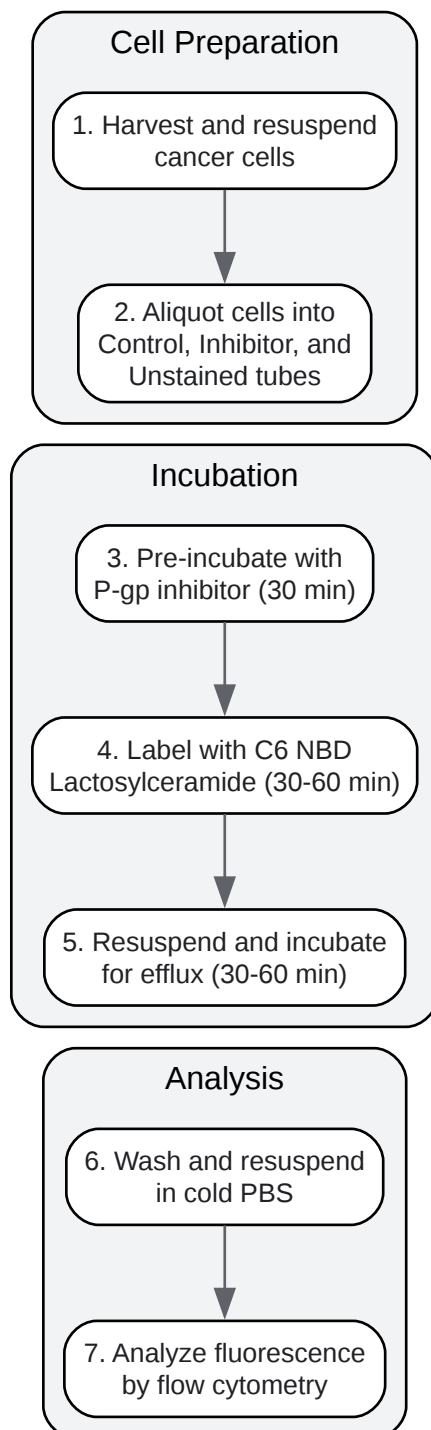 Cell Preparation
1. Harvest and resuspend
cancer cells
2. Aliquot cells into
Control, Inhibitor, and
Unstained tubes
Incubation
3. Pre-incubate with
P-gp inhibitor (30 min)
4. Label with C6 NBD
Lactosylceramide (30-60 min)
5. Resuspend and incubate
for efflux (30-60 min)
Analysis
6. Wash and resuspend
in cold PBS
7. Analyze fluorescence
by flow cytometry